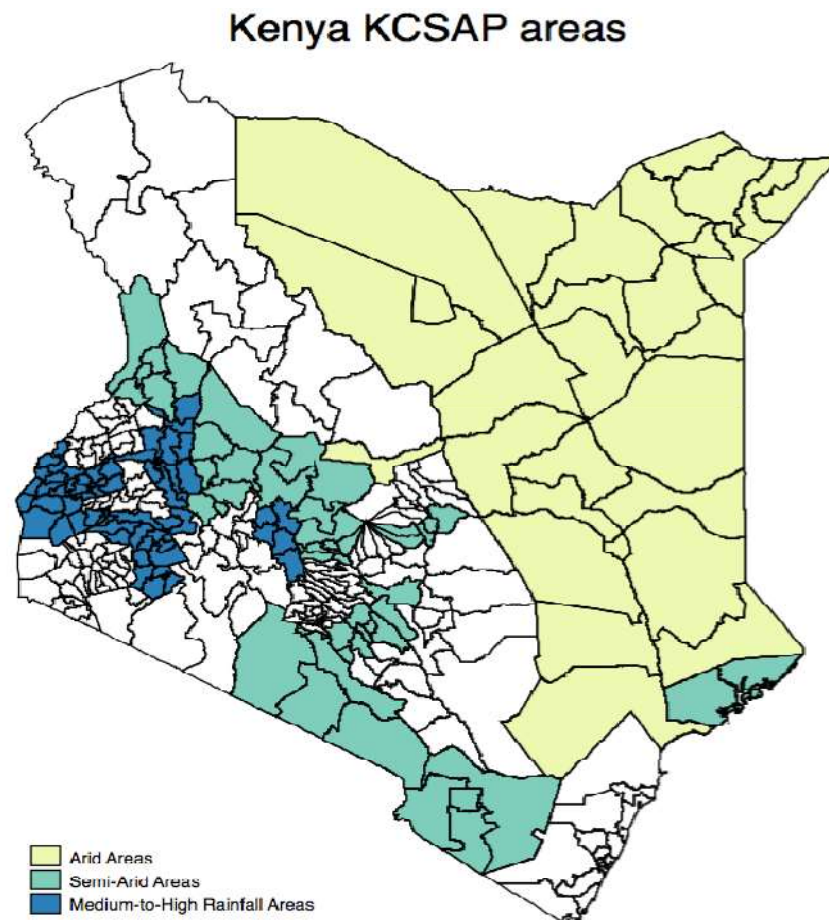 Kenya KCSAP areas
Arid Areas
Semi-Arid Areas
Medium-to-High Rainfall Areas